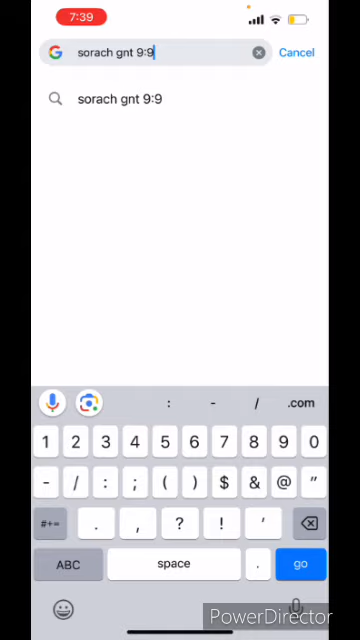 7:39
sorach gnt 9:9
Cancel
sorach gnt 9:9
: - / .com
1 2 3 4 5 6 7 8 9 0
- / : ; ( ) $ & @ "
#+= . , ? ! '
ABC space . go
PowerDirector